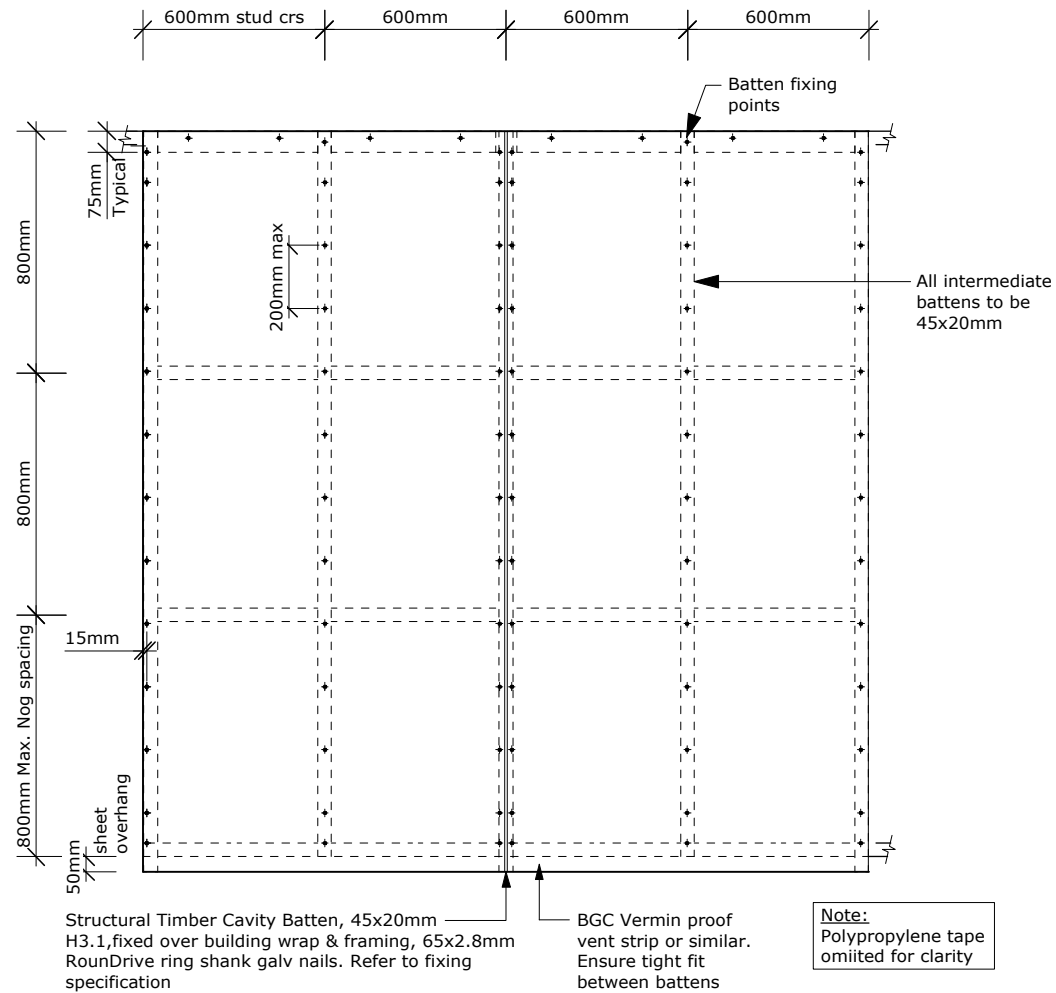 600mm stud crs
600mm
600mm
600mm
Batten fixing
points
75mm
Typical
800mm
200mm max
All intermediate
battens to be
45x20mm
800mm
15mm
800mm Max. Nog spacing
sheet
overhang
50mm
Structural Timber Cavity Batten, 45x20mm
H3.1,fixed over building wrap & framing, 65x2.8mm
RounDrive ring shank galv nails. Refer to fixing
specification
BGC Vermin proof
vent strip or similar.
Ensure tight fit
between battens
Note:
Polypropylene tape
omiited for clarity